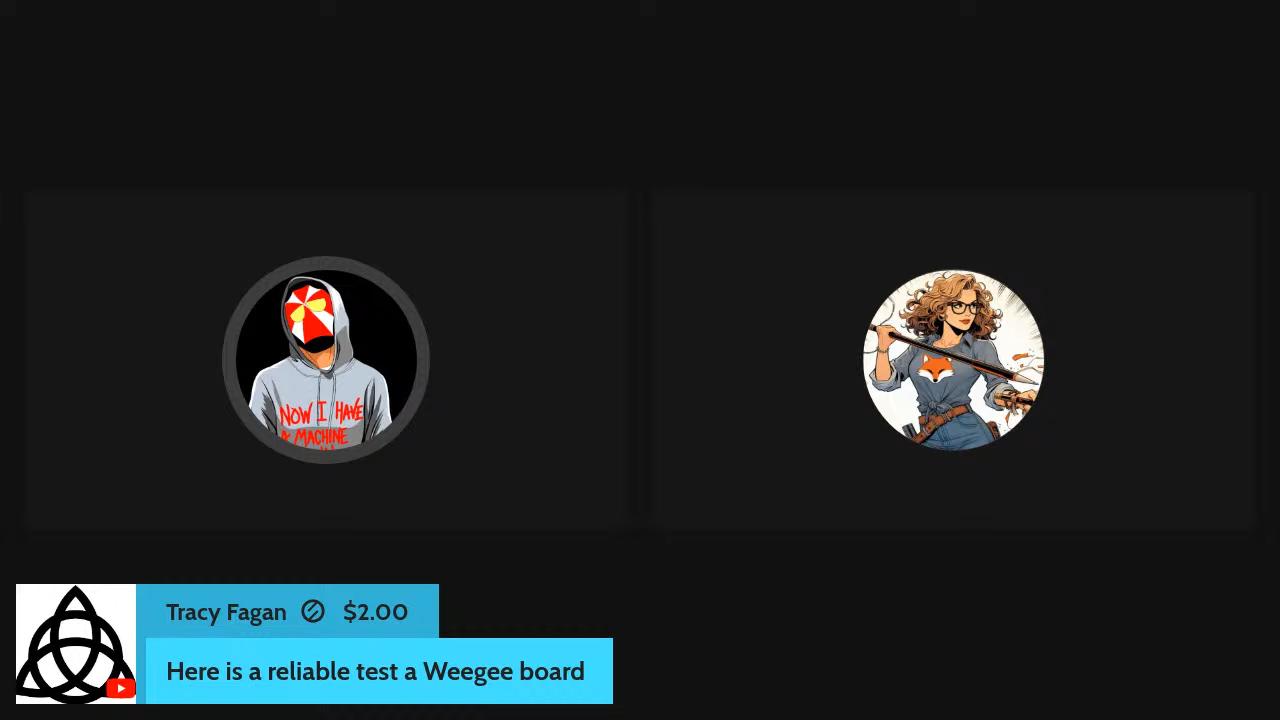 NOW I HAVE
A MACHINE
Tracy Fagan $2.00
Here is a reliable test a Weegee board